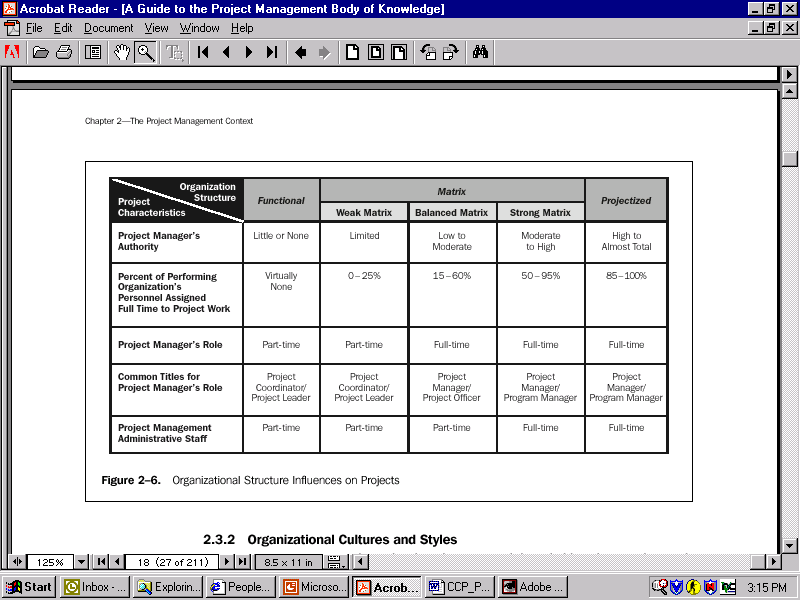 Acrobat Reader - [A Guide to the Project Management Body of Knowledge]
File Edit Document View Window Help
Chapter 2—The Project Management Context
Organization
Structure
Project
Characteristics
Functional
Matrix
Projectized
Weak Matrix
Balanced Matrix
Strong Matrix
Project Manager's
Authority
Little or None
Limited
Low to
Moderate
Moderate
to High
High to
Almost Total
Percent of Performing
Organization's
Personnel Assigned
Full Time to Project Work
Virtually
None
0–25%
15–60%
50–95%
85–100%
Project Manager's Role
Part-time
Part-time
Full-time
Full-time
Full-time
Common Titles for
Project Manager's Role
Project
Coordinator/
Project Leader
Project
Coordinator/
Project Leader
Project
Manager/
Project Officer
Project
Manager/
Program Manager
Project
Manager/
Program Manager
Project Management
Administrative Staff
Part-time
Part-time
Part-time
Full-time
Full-time
Figure 2–6. Organizational Structure Influences on Projects
2.3.2 Organizational Cultures and Styles
125%
18 (27 of 211)
8.5 x 11 in
Start
Inbox - ...
Explorin...
People...
Microso...
Acrob...
CCP_P...
Adobe ...
3:15 PM